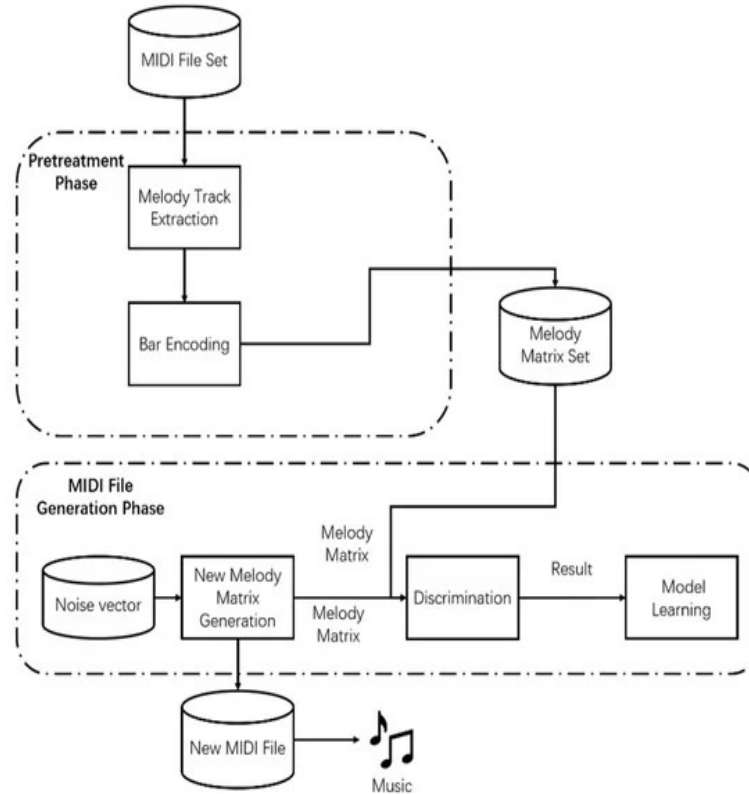 MIDI File Set
Pretreatment
Phase
Melody Track
Extraction
Bar Encoding
Melody
Matrix Set
MIDI File
Generation Phase
Noise vector
New Melody
Matrix
Generation
Melody
Matrix
Melody
Matrix
Discrimination
Result
Model
Learning
New MIDI File
Music